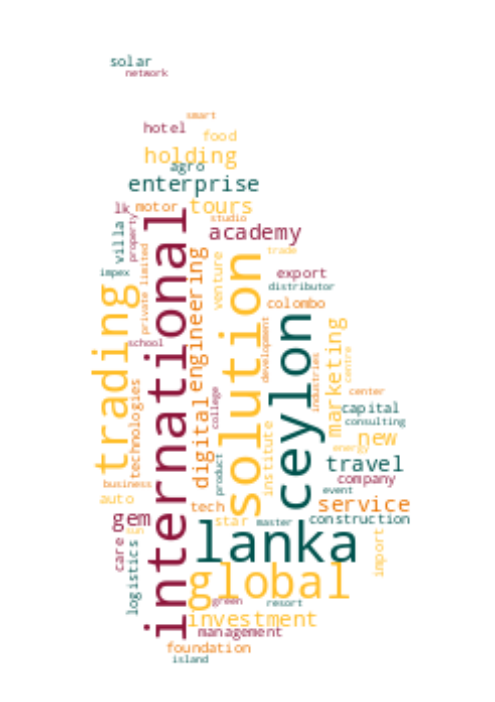 solar
network
smart
hotel
food
holding
agro
enterprise
lk
motor
tours
studio
property
villa
academy
international
private limited
engineering
venture
trade
solution
impex
export
distributor
trading
colombo
ceylon
development
marketing
school
centre
industries
technologies
digital
college
center
capital
consulting
institute
new
energy
product
travel
business
company
event
auto
service
tech
gem
star
master
construction
sun
lanka
care
logistics
import
global
green
resort
investment
management
foundation
island